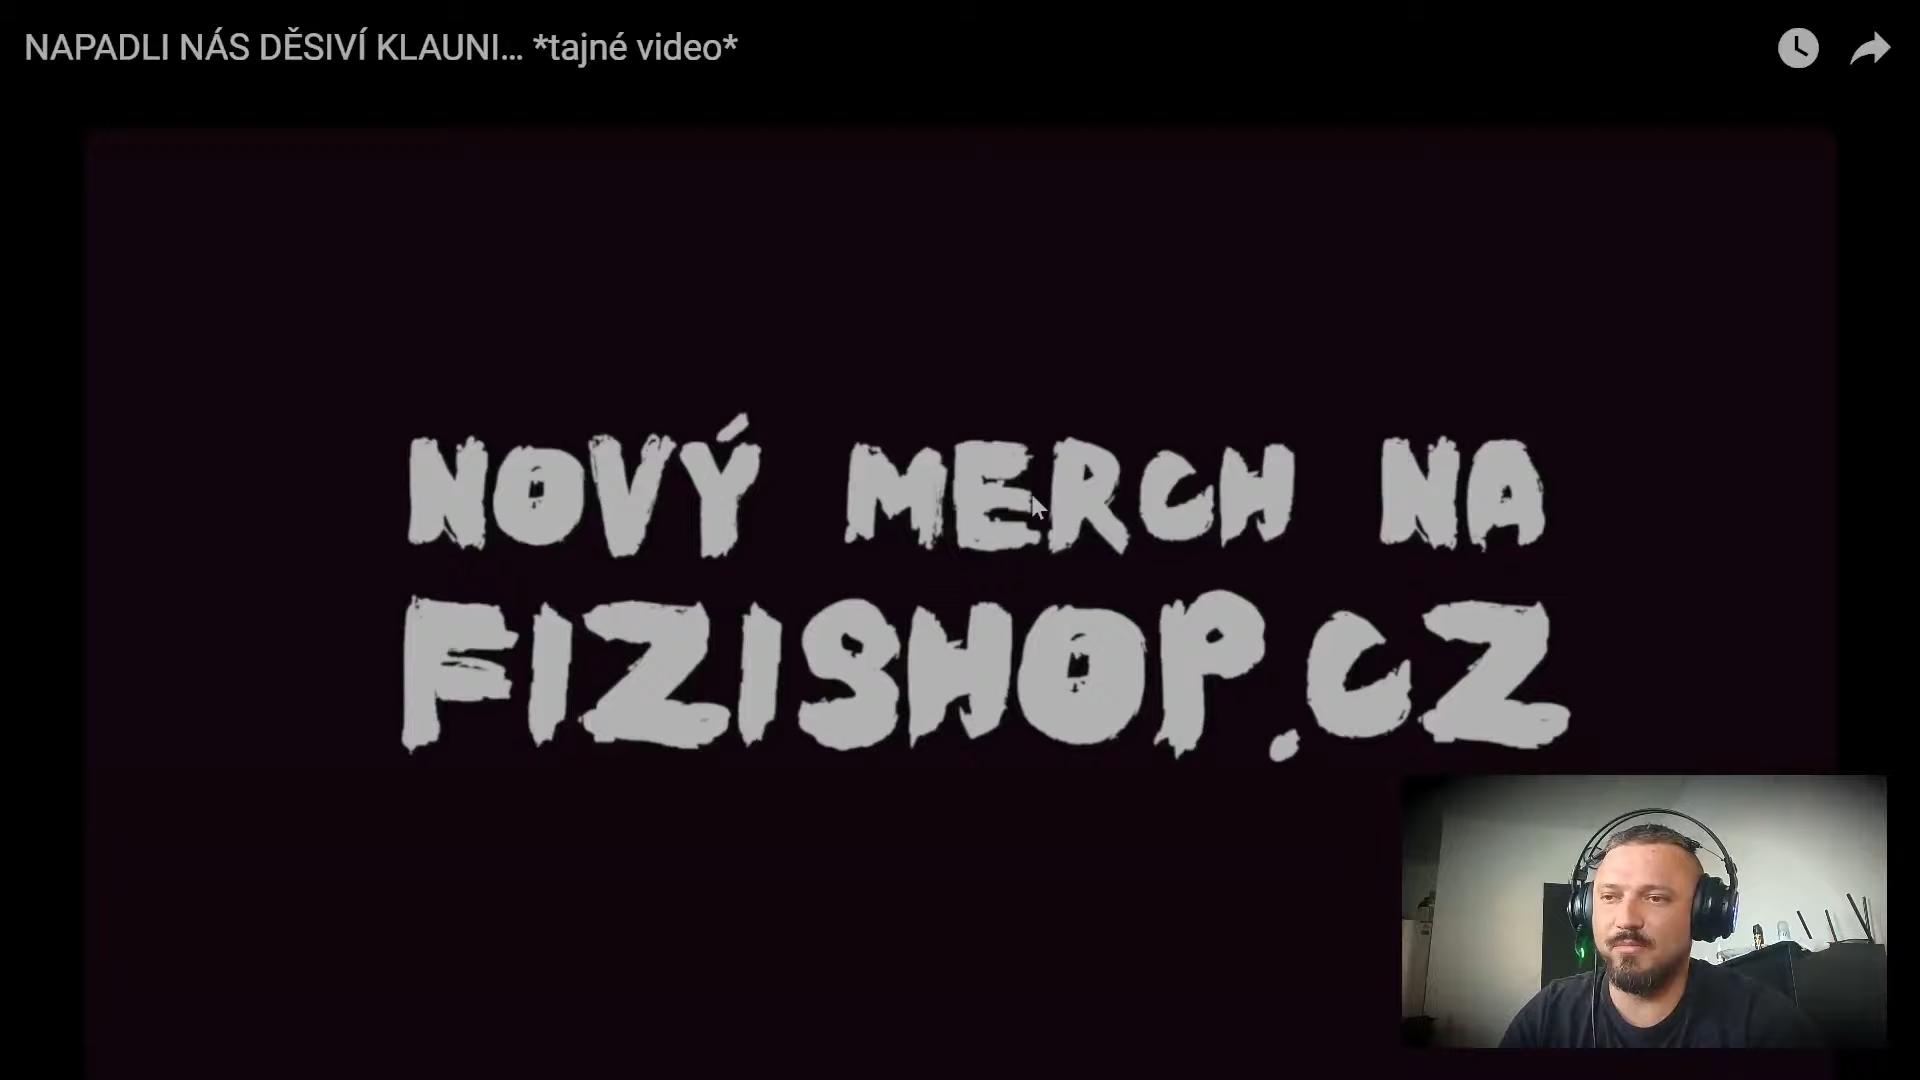 NAPADLI NÁS DĚSIVÍ KLAUNI... *tajné video*
NOVÝ MERCH NA
FIZISHOP.CZ